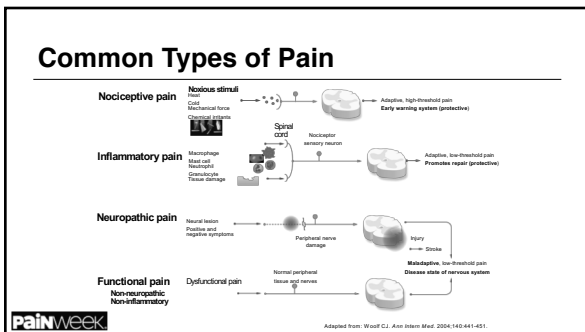 Common Types of Pain
Nociceptive pain
Noxious stimuli
Heat
Cold
Mechanical force
Chemical irritants
Adaptive, high-threshold pain
Early warning system (protective)
Spinal
cord
Nociceptor
sensory neuron
Inflammatory pain
Macrophage
Mast cell
Neutrophil
Granulocyte
Tissue damage
Adaptive, low-threshold pain
Promotes repair (protective)
Neuropathic pain
Neural lesion
Positive and
negative symptoms
Peripheral nerve
damage
Injury
Stroke
Maladaptive, low-threshold pain
Disease state of nervous system
Functional pain
Non-neuropathic
Non-inflammatory
Dysfunctional pain
Normal peripheral
tissue and nerves
PAINWEEK.
Adapted from: Woolf CJ. Ann Intern Med. 2004;140:441-451.